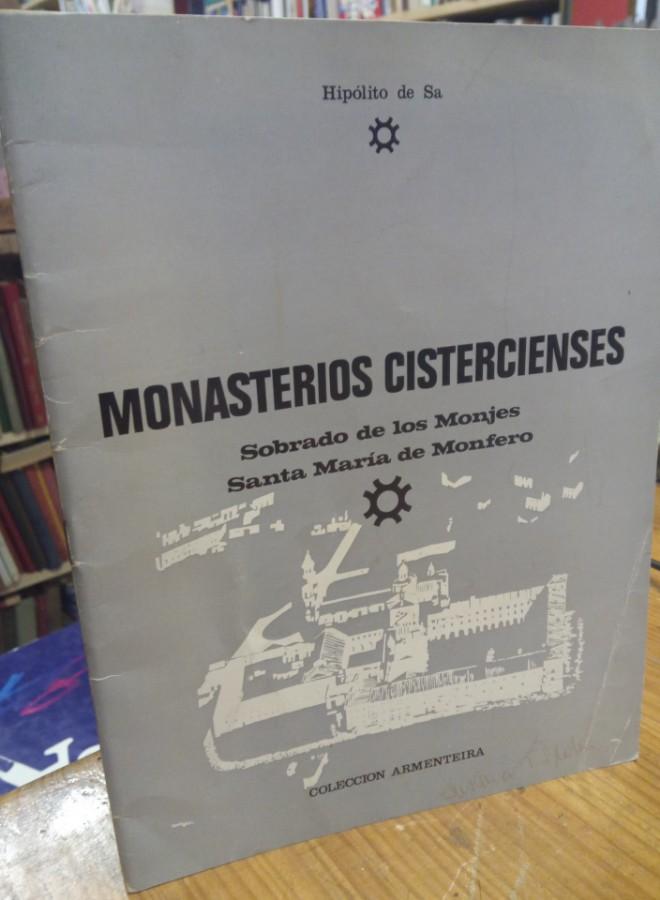 Hipólito de Sa
MONASTERIOS CISTERCIENSES
Sobrado de los Monjes
Santa María de Monfero
COLECCION ARMENTEIRA